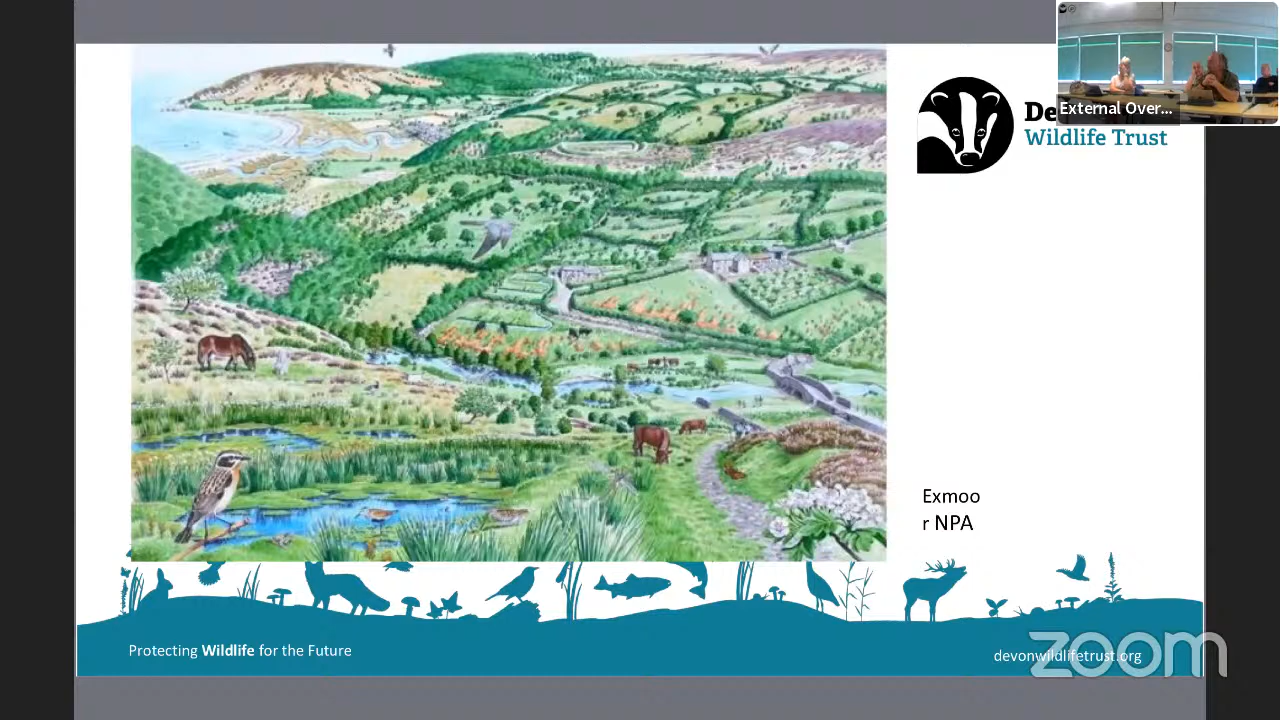 De
Wildlife Trust
External Over...
Exmoo
r NPA
Protecting Wildlife for the Future
devonwildlifetrust.org
zoom